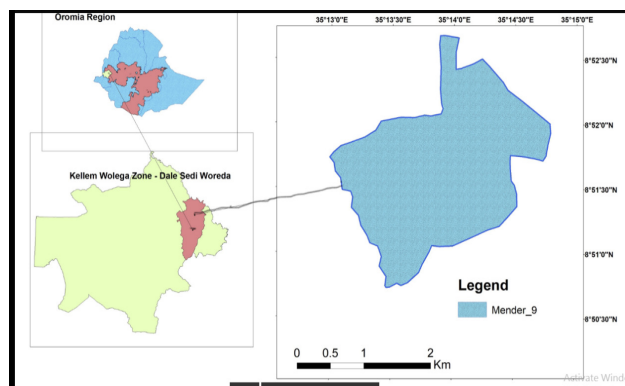 Oromia Region
Kellem Wolega Zone - Dale Sedi Woreda
35°13'0"E 35°13'30"E 35°14'0"E 35°14'30"E 35°15'0"E
8°52'30"N
8°52'0"N
8°51'30"N
8°51'0"N
8°50'30"N
Legend
Mender_9
0 0.5 1 2
Km
Activate Wind